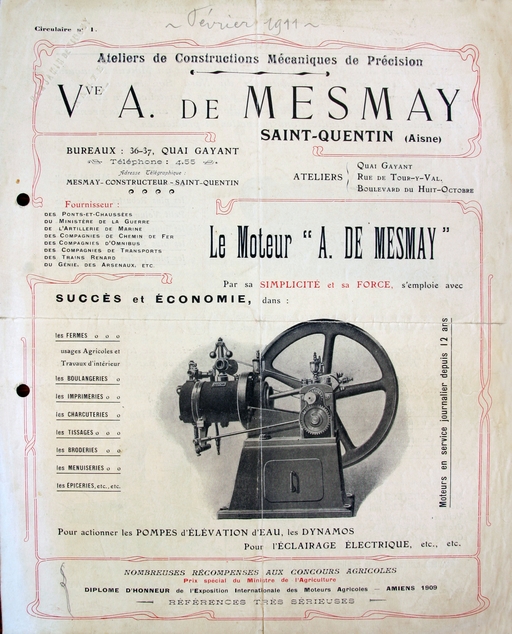 ~ Février 1911 ~
Circulaire nº 1.
Ateliers de Constructions Mécaniques de Précision
Vve A. DE MESMAY
SAINT-QUENTIN (Aisne)
BUREAUX : 36-37, QUAI GAYANT
Téléphone : 4.55
Adresse Télégraphique :
MESMAY-CONSTRUCTEUR-SAINT-QUENTIN
ATELIERS
Quai Gayant
Rue de Tour-y-Val,
Boulevard du Huit-Octobre
Fournisseur :
DES PONTS-ET-CHAUSSÉES
DU MINISTÈRE DE LA GUERRE
DE L'ARTILLERIE DE MARINE
DES COMPAGNIES DE CHEMIN DE FER
DES COMPAGNIES D'OMNIBUS
DES COMPAGNIES DE TRANSPORTS
DES TRAINS RENARD
DU GÉNIE, DES ARSENAUX, ETC.
Le Moteur "A. DE MESMAY"
Par sa SIMPLICITÉ et sa FORCE, s'emploie avec
SUCCÈS et ÉCONOMIE, dans :
les FERMES
usages Agricoles et
Travaux d'intérieur
les BOULANGERIES
les IMPRIMERIES
les CHARCUTERIES
les TISSAGES
les BRODERIES
les MENUISERIES
les EPICERIES, etc., etc.
Moteurs en service journalier depuis 12 ans
Pour actionner les POMPES d'ÉLÉVATION d'EAU, les DYNAMOS
Pour l'ÉCLAIRAGE ÉLECTRIQUE, etc., etc.
NOMBREUSES RÉCOMPENSES AUX CONCOURS AGRICOLES
Prix spécial du Ministre de l'Agriculture
DIPLOME D'HONNEUR de l'Exposition Internationale des Moteurs Agricoles — AMIENS 1909
RÉFÉRENCES TRÈS SÉRIEUSES